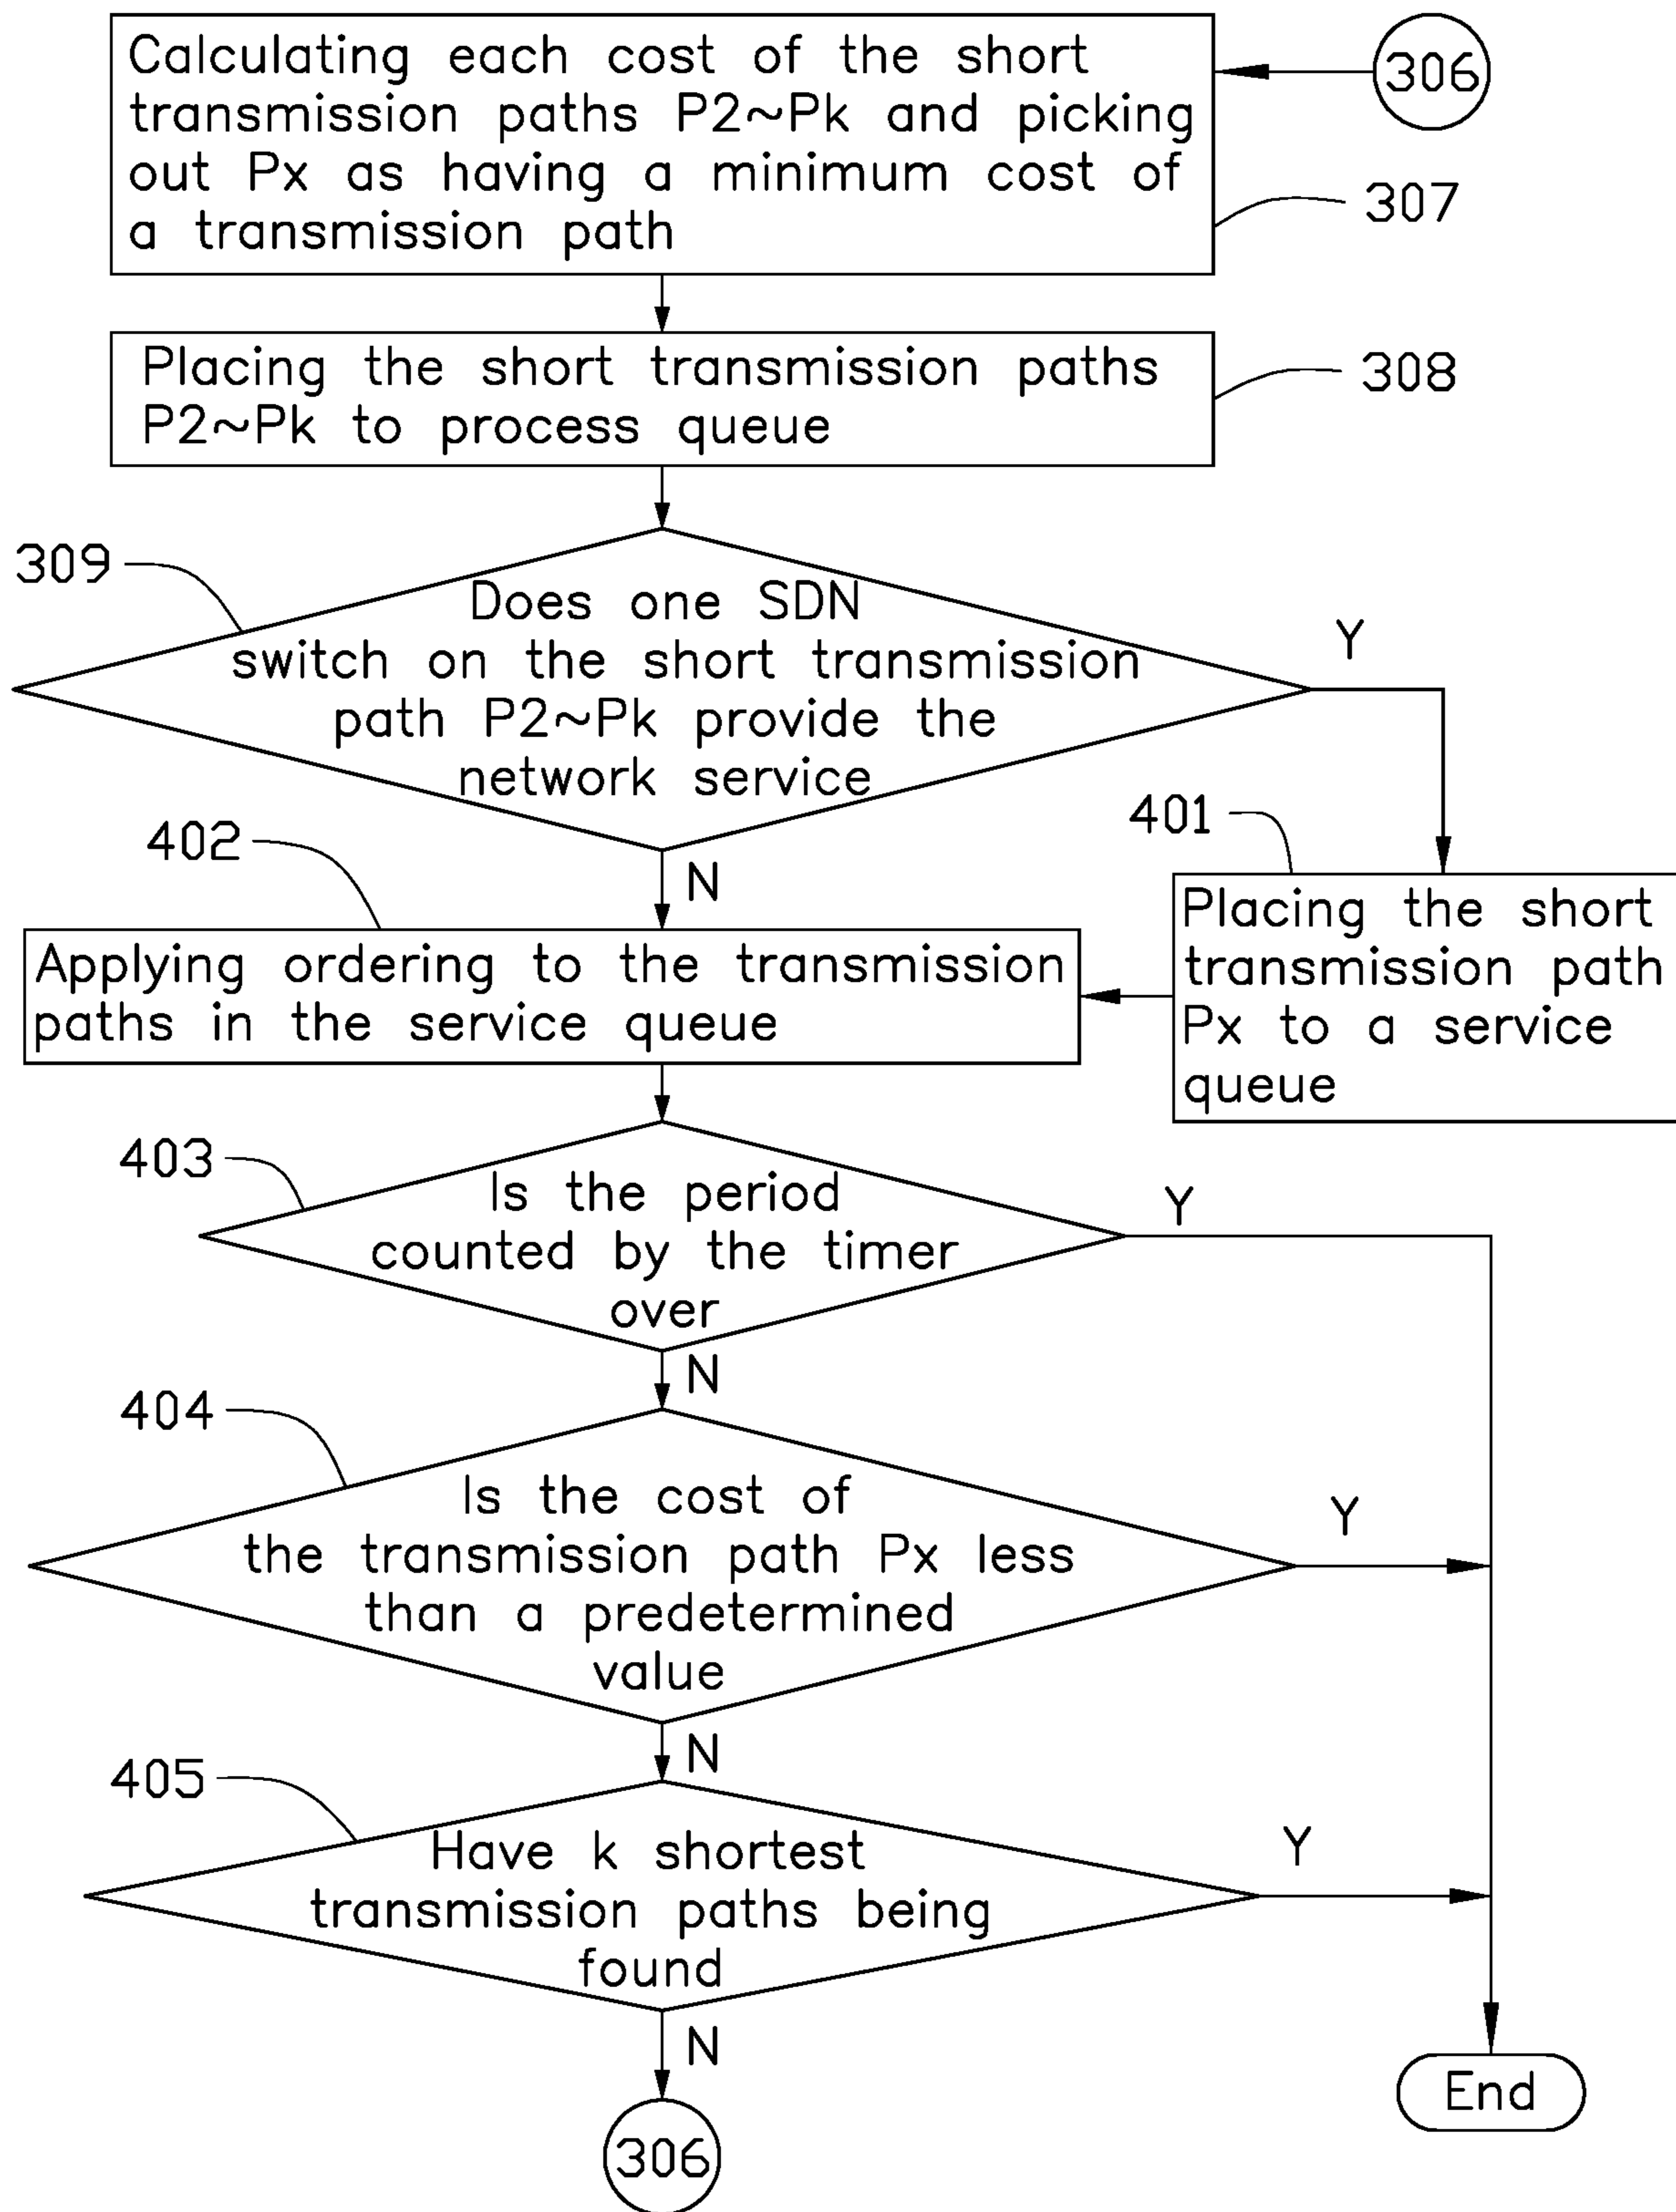 Calculating each cost of the short
transmission paths P2~Pk and picking
out Px as having a minimum cost of
a transmission path
306
307
Placing the short transmission paths
P2~Pk to process queue
308
309
Does one SDN
switch on the short transmission
path P2~Pk provide the
network service
Y
N
401
Placing the short
transmission path
Px to a service
queue
402
Applying ordering to the transmission
paths in the service queue
403
Is the period
counted by the timer
over
Y
N
404
Is the cost of
the transmission path Px less
than a predetermined
value
Y
N
405
Have k shortest
transmission paths being
found
Y
N
End
306